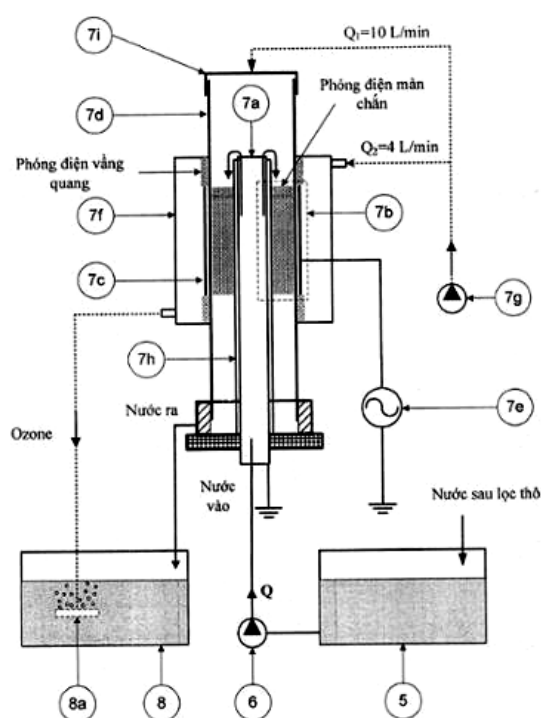 Q₁=10 L/min
7i
7a
7d
Phóng điện màn
chắn
Phóng điện vầng
quang
Q₂=4 L/min
7f
7b
7c
7g
7h
7e
Nước ra
Ozone
Nước
vào
Nước sau lọc thô
Q
8a
8
6
5